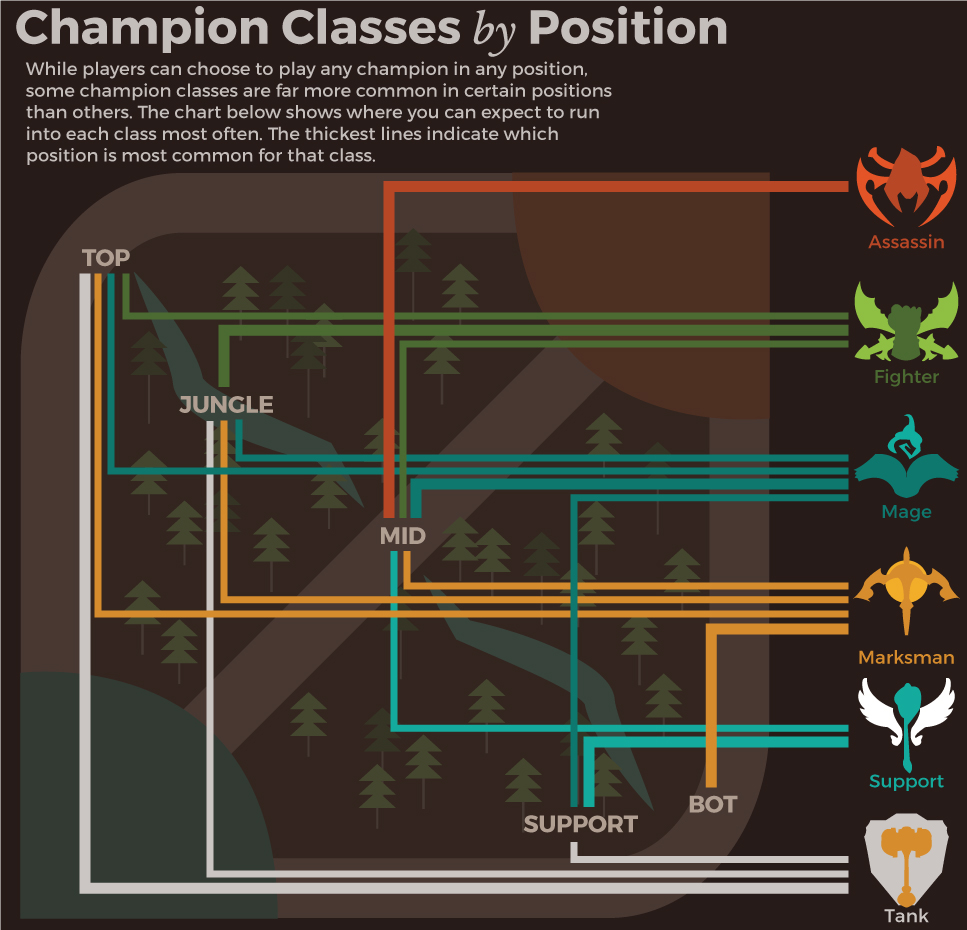 Champion Classes by Position
While players can choose to play any champion in any position,
some champion classes are far more common in certain positions
than others. The chart below shows where you can expect to run
into each class most often. The thickest lines indicate which
position is most common for that class.
Assassin
TOP
Fighter
JUNGLE
Mage
MID
Marksman
Support
BOT
SUPPORT
Tank